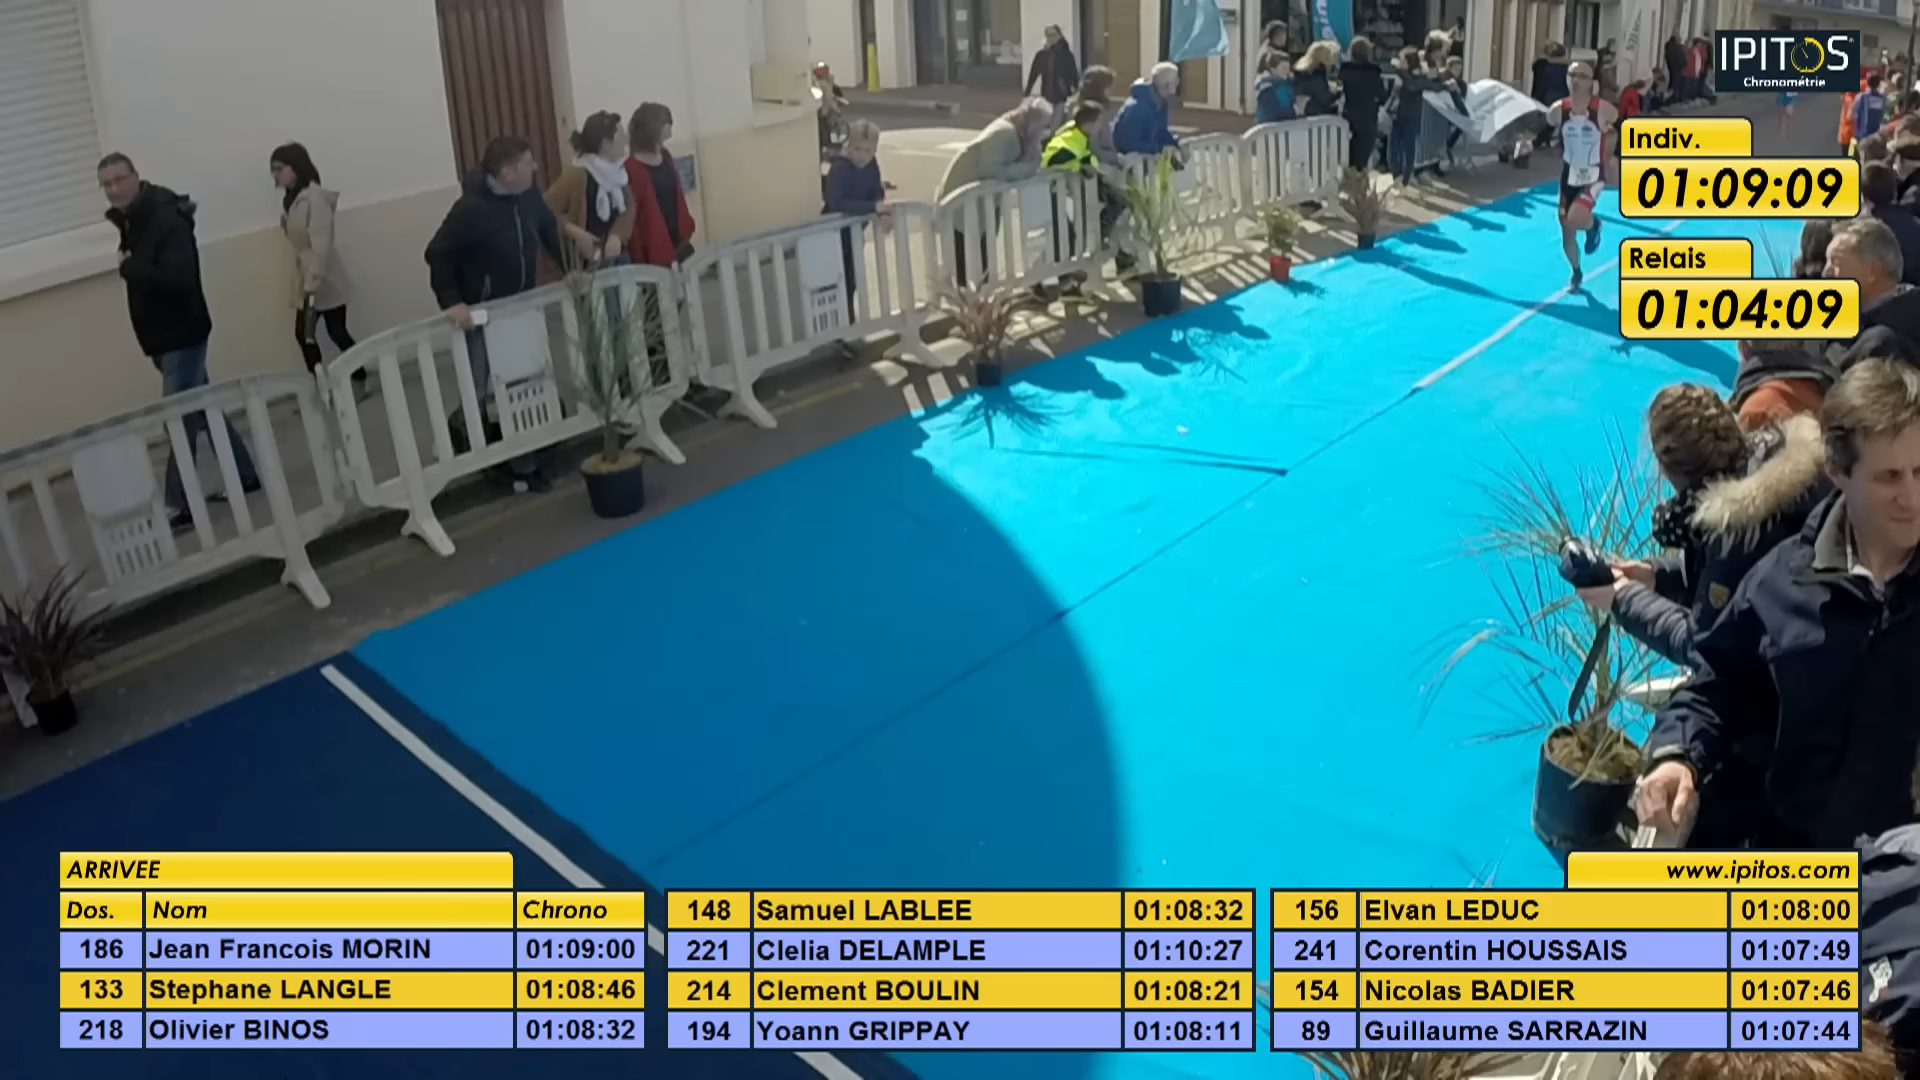 IPITOS
Chronométrie
Indiv.
01:09:09
Relais
01:04:09
ARRIVEE
Dos. Nom Chrono
186 Jean Francois MORIN 01:09:00
133 Stephane LANGLE 01:08:46
218 Olivier BINOS 01:08:32
148 Samuel LABLEE 01:08:32
221 Clelia DELAMPLE 01:10:27
214 Clement BOULIN 01:08:21
194 Yoann GRIPPAY 01:08:11
www.ipitos.com
156 Elvan LEDUC 01:08:00
241 Corentin HOUSSAIS 01:07:49
154 Nicolas BADIER 01:07:46
89 Guillaume SARRAZIN 01:07:44